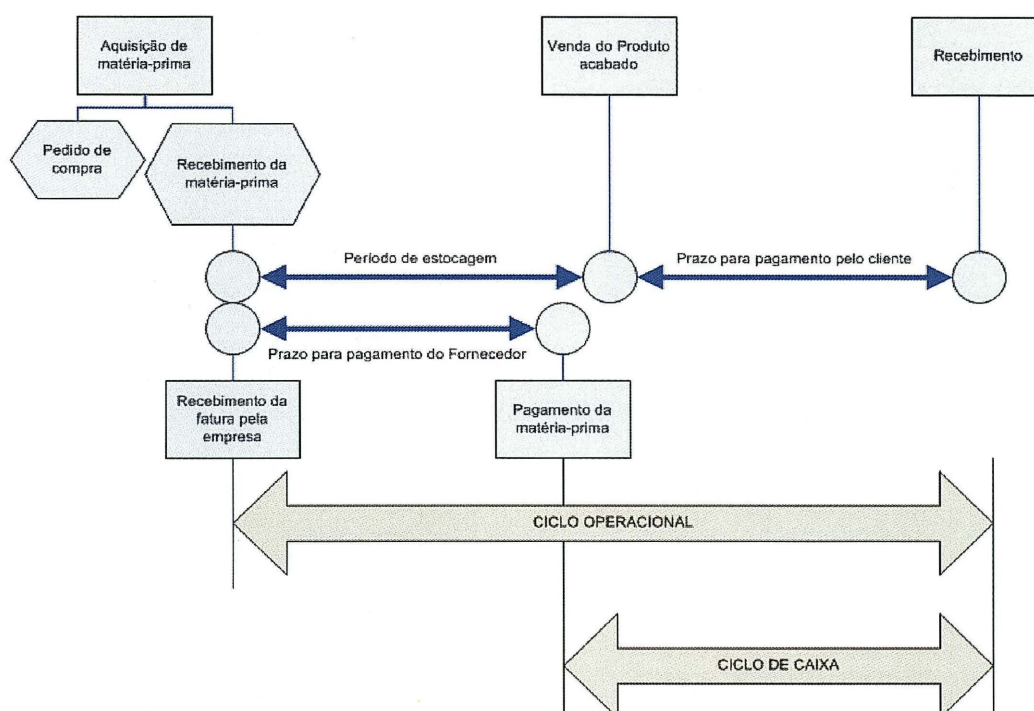 Aquisição de
matéria-prima
Venda do Produto
acabado
Recebimento
Pedido de
compra
Recebimento da
matéria-prima
Período de estocagem
Prazo para pagamento pelo cliente
Prazo para pagamento do Fornecedor
Recebimento da
fatura pela
empresa
Pagamento da
matéria-prima
CICLO OPERACIONAL
CICLO DE CAIXA